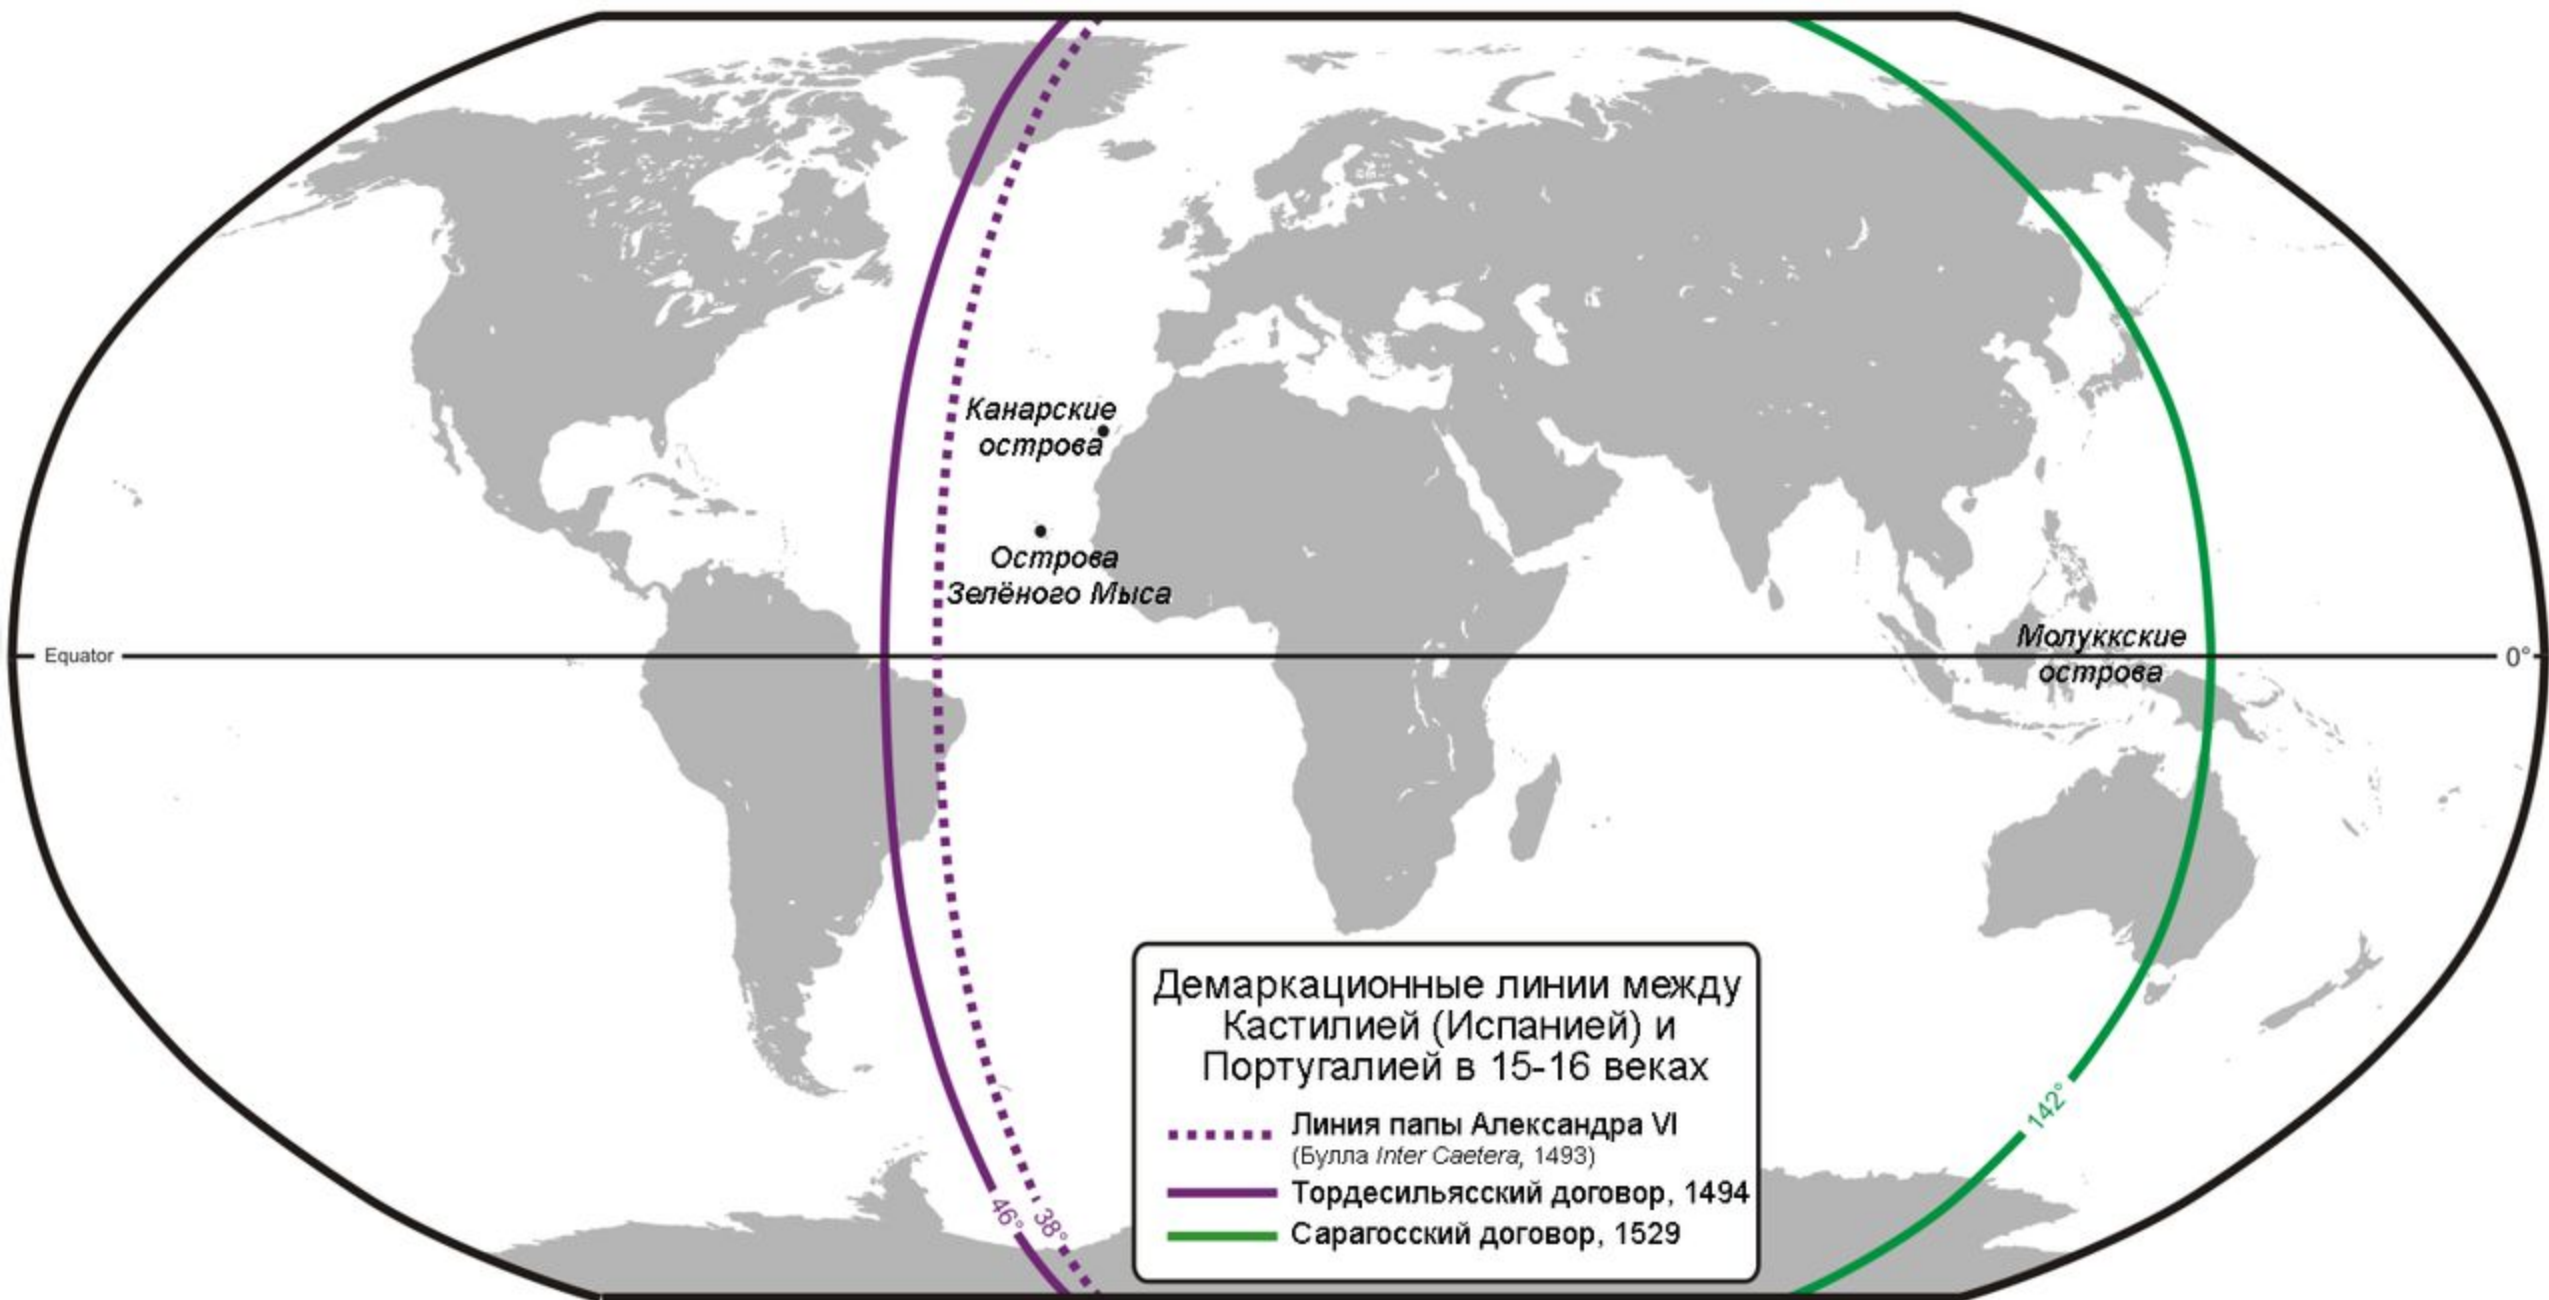 Канарские
острова
Острова
Зелёного Мыса
Молуккские
острова
Equator
0°
Демаркационные линии между
Кастилией (Испанией) и
Португалией в 15-16 веках
Линия папы Александра VI
(Булла Inter Caetera, 1493)
Тордесильясский договор, 1494
Сарагосский договор, 1529
46°
38°
142°